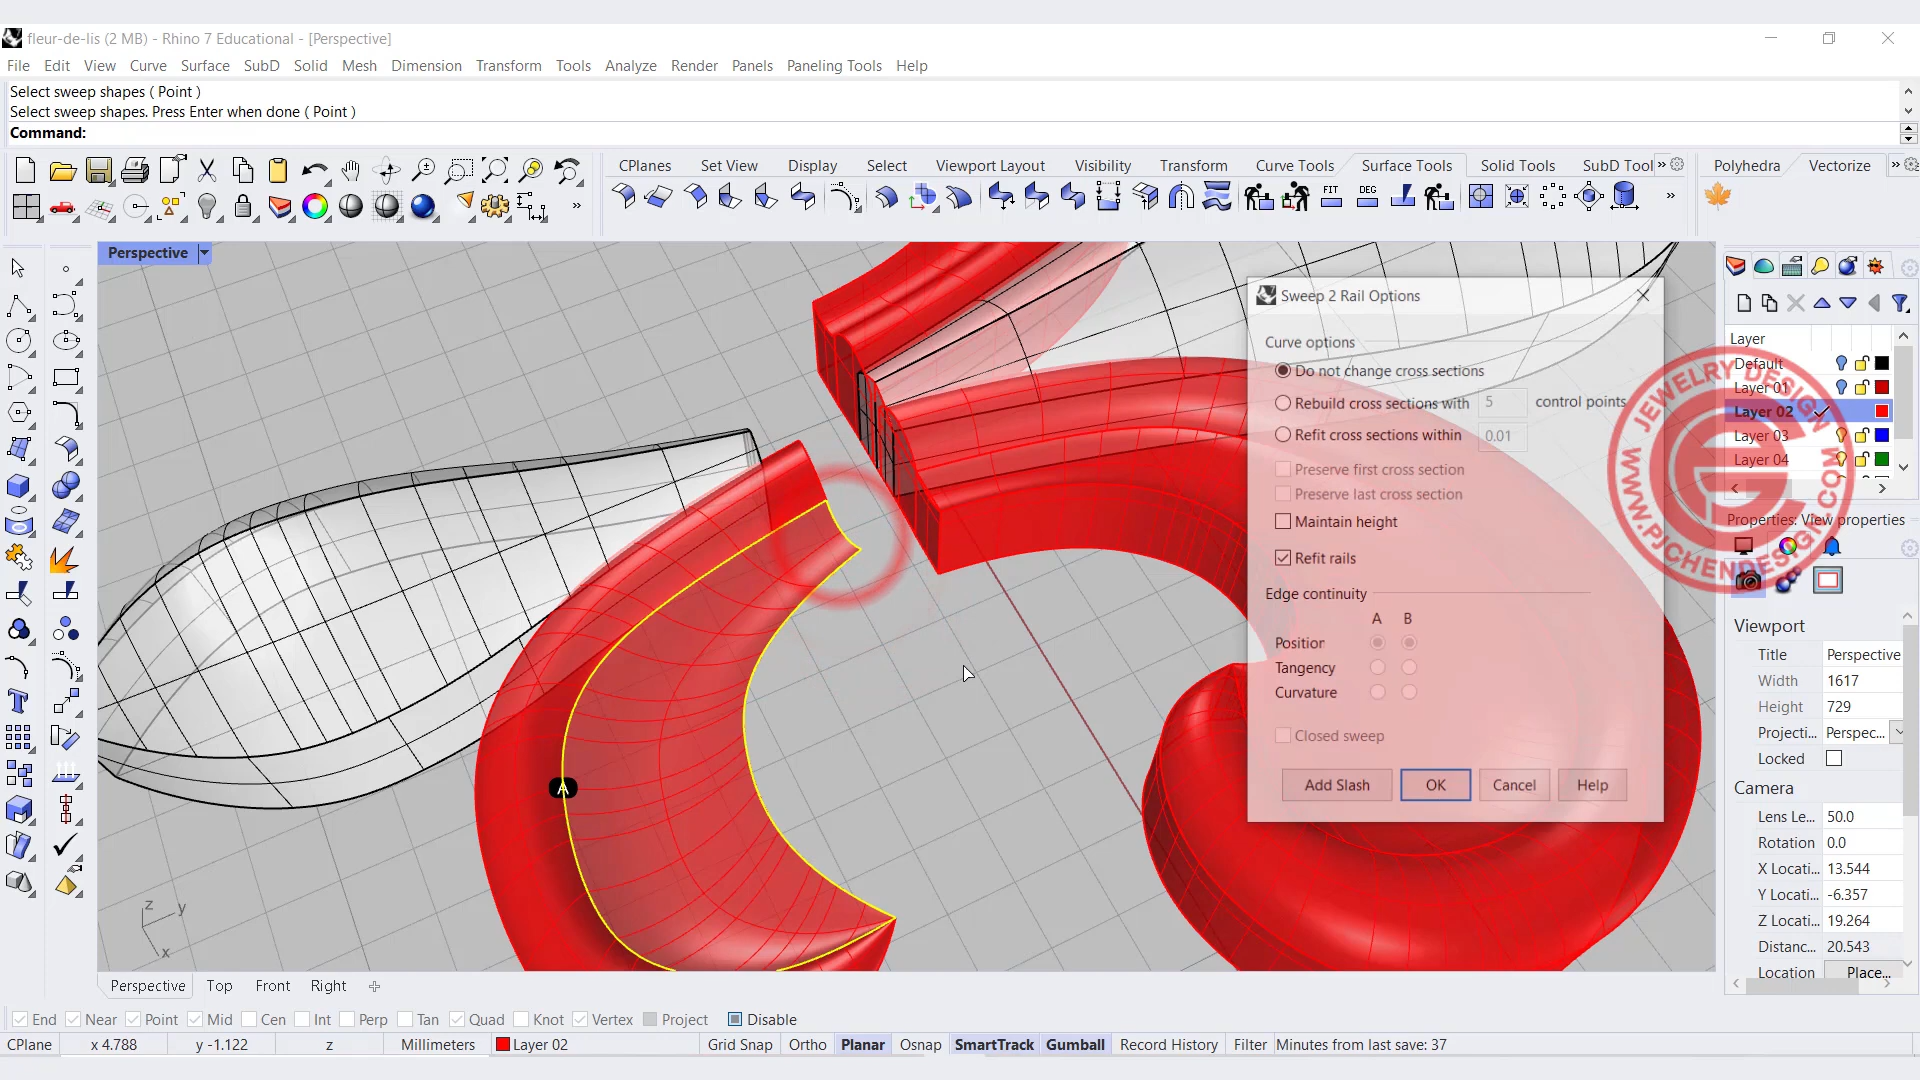 fleur-de-lis (2 MB) - Rhino 7 Educational - [Perspective]
File Edit View Curve Surface SubD Solid Mesh Dimension Transform Tools Analyze Render Panels Paneling Tools Help
Select sweep shapes ( Point )
Select sweep shapes. Press Enter when done ( Point )
Command:
CPlanes Set View Display Select Viewport Layout Visibility Transform Curve Tools Surface Tools Solid Tools SubD Tool » Polyhedra Vectorize »
FIT DEG
Perspective
Sweep 2 Rail Options
Curve options
Do not change cross sections
Rebuild cross sections with 5 control points
Refit cross sections within 0.01
Preserve first cross section
Preserve last cross section
Maintain height
Refit rails
Edge continuity
A B
Position
Tangency
Curvature
Closed sweep
Add Slash OK Cancel Help
A
z y
x
Layer
Default
Layer 01
Layer 02
Layer 03
Layer 04
JEWELRY DESIGN
WWW.PJCHENDESIGN.COM
Properties: View properties
Viewport
Title Perspective
Width 1617
Height 729
Projecti... Perspec...
Locked
Camera
Lens Le... 50.0
Rotation 0.0
X Locati... 13.544
Y Locati... -6.357
Z Locati... 19.264
Distanc... 20.543
Location Place...
Perspective Top Front Right
End Near Point Mid Cen Int Perp Tan Quad Knot Vertex Project Disable
CPlane x 4.788 y -1.122 z Millimeters Layer 02 Grid Snap Ortho Planar Osnap SmartTrack Gumball Record History Filter Minutes from last save: 37